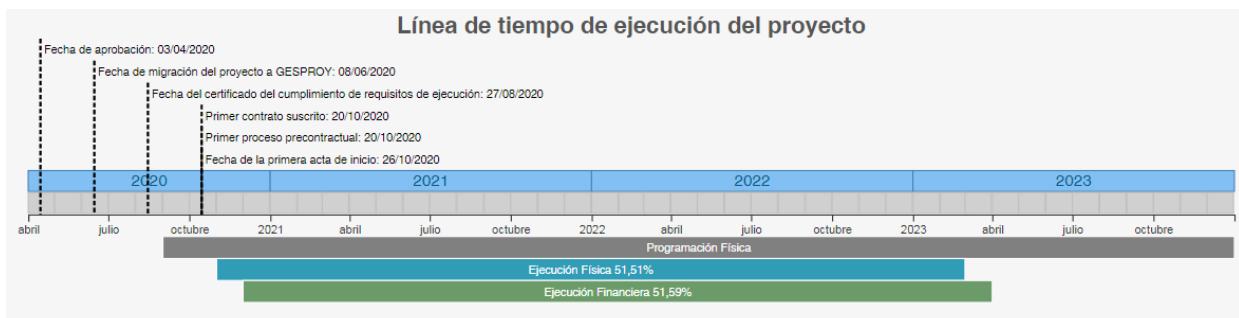 Línea de tiempo de ejecución del proyecto
Fecha de aprobación: 03/04/2020
Fecha de migración del proyecto a GESPROY: 08/06/2020
Fecha del certificado del cumplimiento de requisitos de ejecución: 27/08/2020
Primer contrato suscrito: 20/10/2020
Primer proceso precontractual: 20/10/2020
Fecha de la primera acta de inicio: 26/10/2020
2020 2021 2022 2023
abril julio octubre 2021 abril julio octubre 2022 abril julio octubre 2023 abril julio octubre
Programación Física
Ejecución Física 51,51%
Ejecución Financiera 51,59%